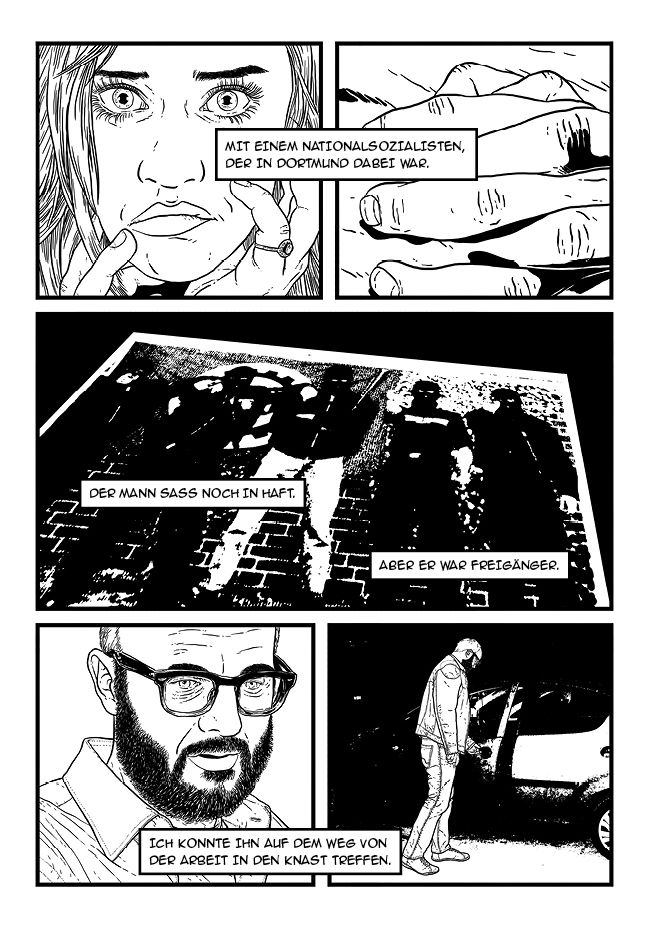 MIT EINEM NATIONALSOZIALISTEN,
DER IN DORTMUND DABEI WAR.
DER MANN SASS NOCH IN HAFT.
ABER ER WAR FREIGÄNGER.
ICH KONNTE IHN AUF DEM WEG VON
DER ARBEIT IN DEN KNAST TREFFEN.